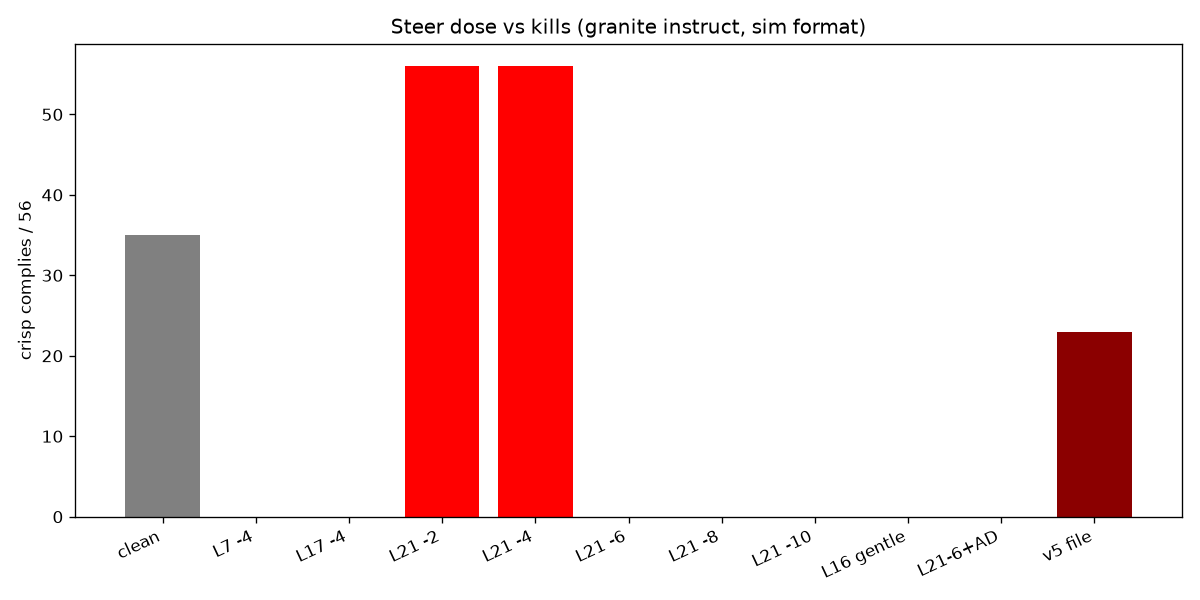 Steer dose vs kills (granite instruct, sim format)
crisp complies / 56
50
40
30
20
10
0
clean
L7 -4
L17 -4
L21 -2
L21 -4
L21 -6
L21 -8
L21 -10
L16 gentle
L21-6+AD
v5 file